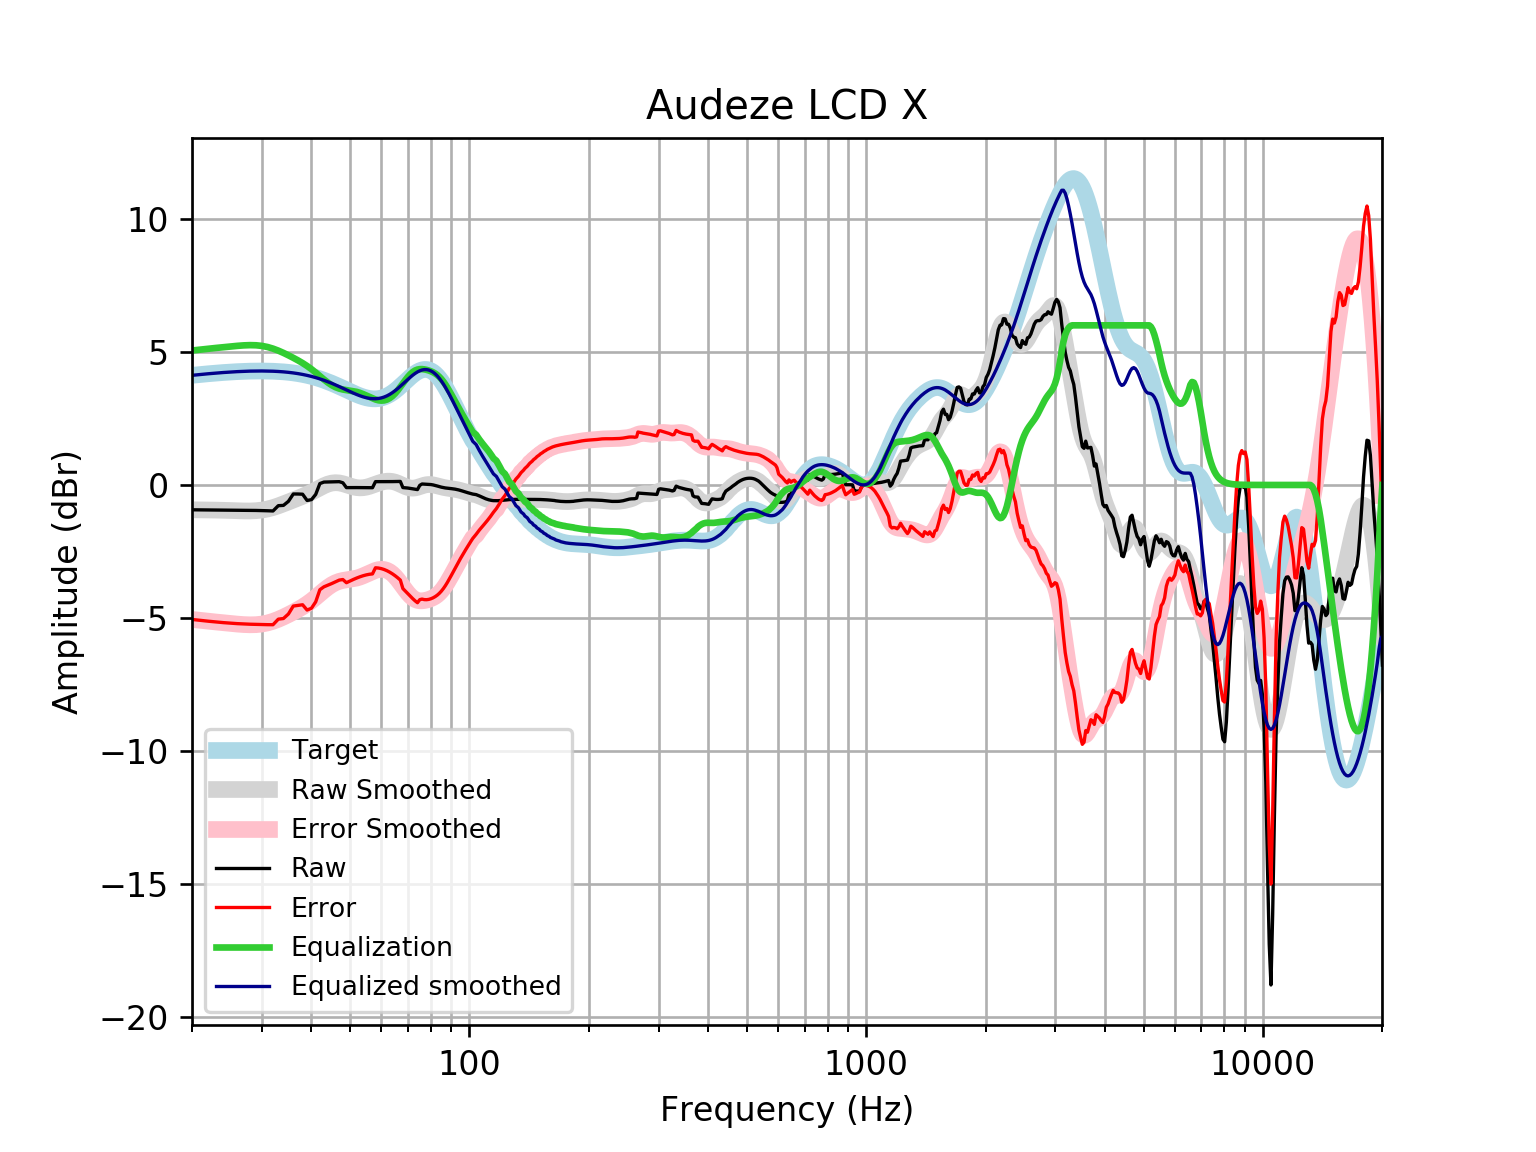 Audeze LCD X
10
5
0
−5
−10
−15
−20
Amplitude (dBr)
Target
Raw Smoothed
Error Smoothed
Raw
Error
Equalization
Equalized smoothed
100
1000
10000
Frequency (Hz)